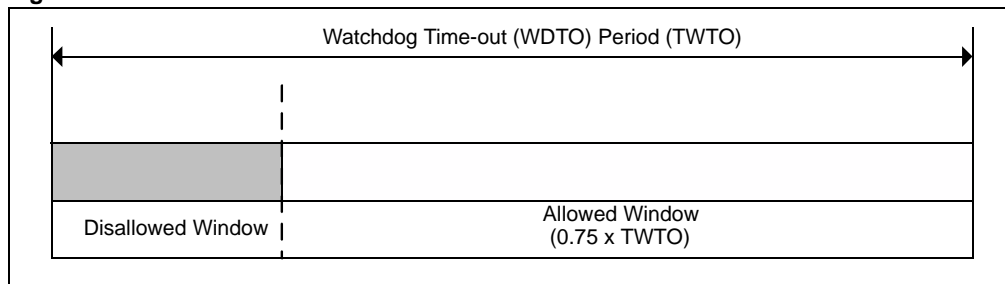 Watchdog Time-out (WDTO) Period (TWTO)
Disallowed Window
Allowed Window
(0.75 x TWTO)